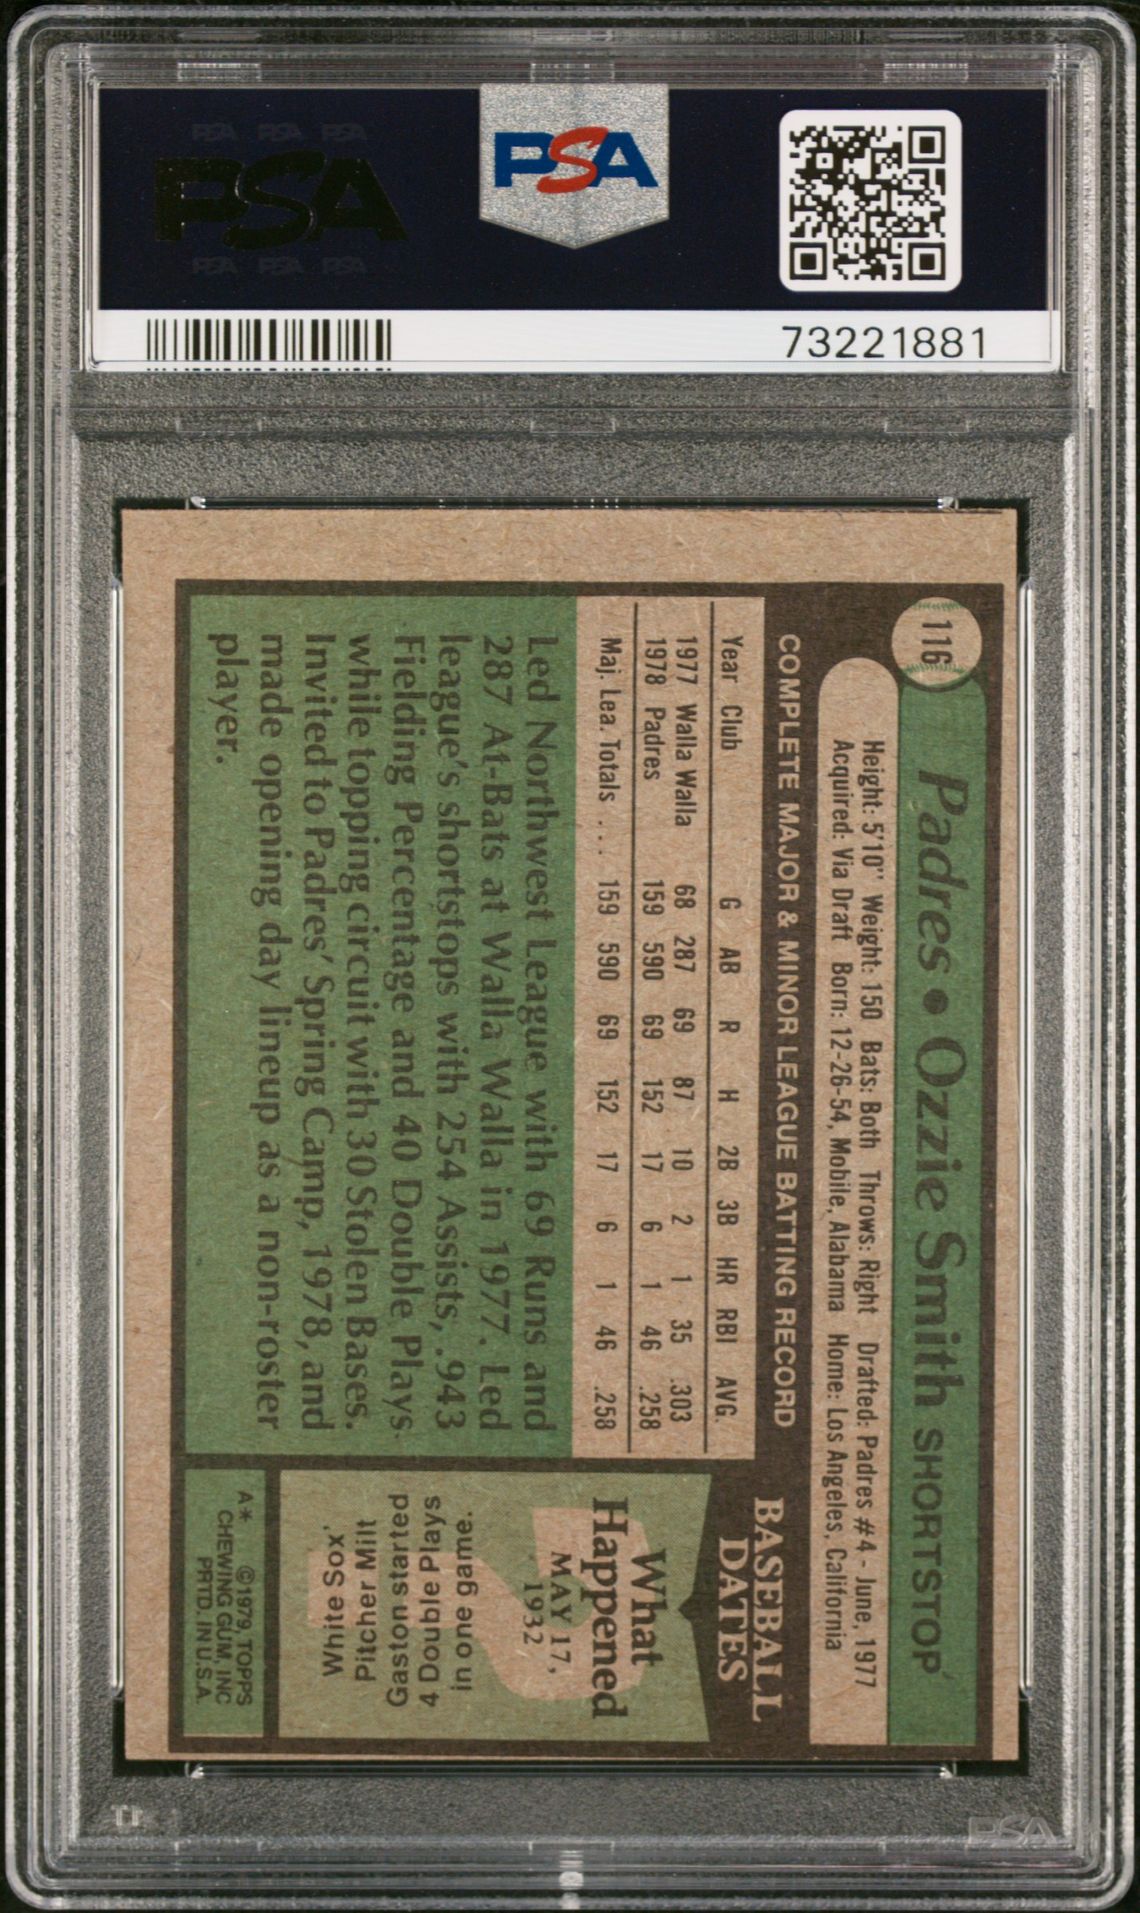 PSA PSA PSA
PSA
PSA PSA PSA
PSA
73221881
116
Padres • Ozzie Smith SHORTSTOP
Height: 5'10" Weight: 150 Bats: Both Throws: Right Drafted: Padres #4 - June, 1977
Acquired: Via Draft Born: 12-26-54, Mobile, Alabama Home: Los Angeles, California
COMPLETE MAJOR & MINOR LEAGUE BATTING RECORD
Year Club G AB R H 2B 3B HR RBI AVG.
1977 Walla Walla 68 287 69 87 10 2 1 35 .303
1978 Padres 159 590 69 152 17 6 1 46 .258
Maj. Lea. Totals ... 159 590 69 152 17 6 1 46 .258
Led Northwest League with 69 Runs and
287 At-Bats at Walla Walla in 1977. Led
league's shortstops with 254 Assists, .943
Fielding Percentage and 40 Double Plays
while topping circuit with 30 Stolen Bases.
Invited to Padres' Spring Camp, 1978, and
made opening day lineup as a non-roster
player.
BASEBALL
DATES
What
Happened
MAY 17,
1932
White Sox'
Pitcher Milt
Gaston started
4 Double Plays
in one game.
A* ©1979 TOPPS
CHEWING GUM, INC
PRTD. IN U.S.A.
PSA